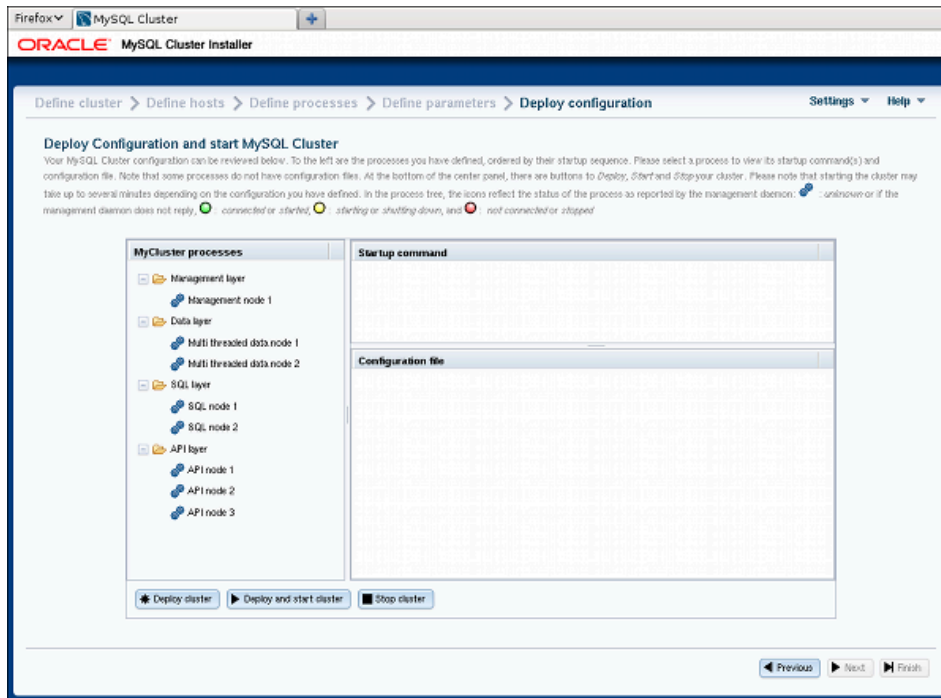 Firefox
MySQL Cluster
ORACLE MySQL Cluster Installer
Define cluster Define hosts Define processes Define parameters Deploy configuration Settings Help
Deploy Configuration and start MySQL Cluster
Your MySQL Cluster configuration can be reviewed below. To the left are the processes you have defined, ordered by their startup sequence. Please select a process to view its startup command(s) and
configuration file. Note that some processes do not have configuration files. At the bottom of the center panel, there are buttons to Deploy, Start and Stop your cluster. Please note that starting the cluster may
take up to several minutes depending on the configuration you have defined. In the process tree, the icons reflect the status of the process as reported by the management daemon: : unknown or if the
management daemon does not reply, : connected or started, : starting or shutting down, and : not connected or stopped
MyCluster processes
Management layer
Management node 1
Data layer
Multi threaded data node 1
Multi threaded data node 2
SQL layer
SQL node 1
SQL node 2
API layer
API node 1
API node 2
API node 3
Startup command
Configuration file
Deploy cluster Deploy and start cluster Stop cluster
Previous Next Finish